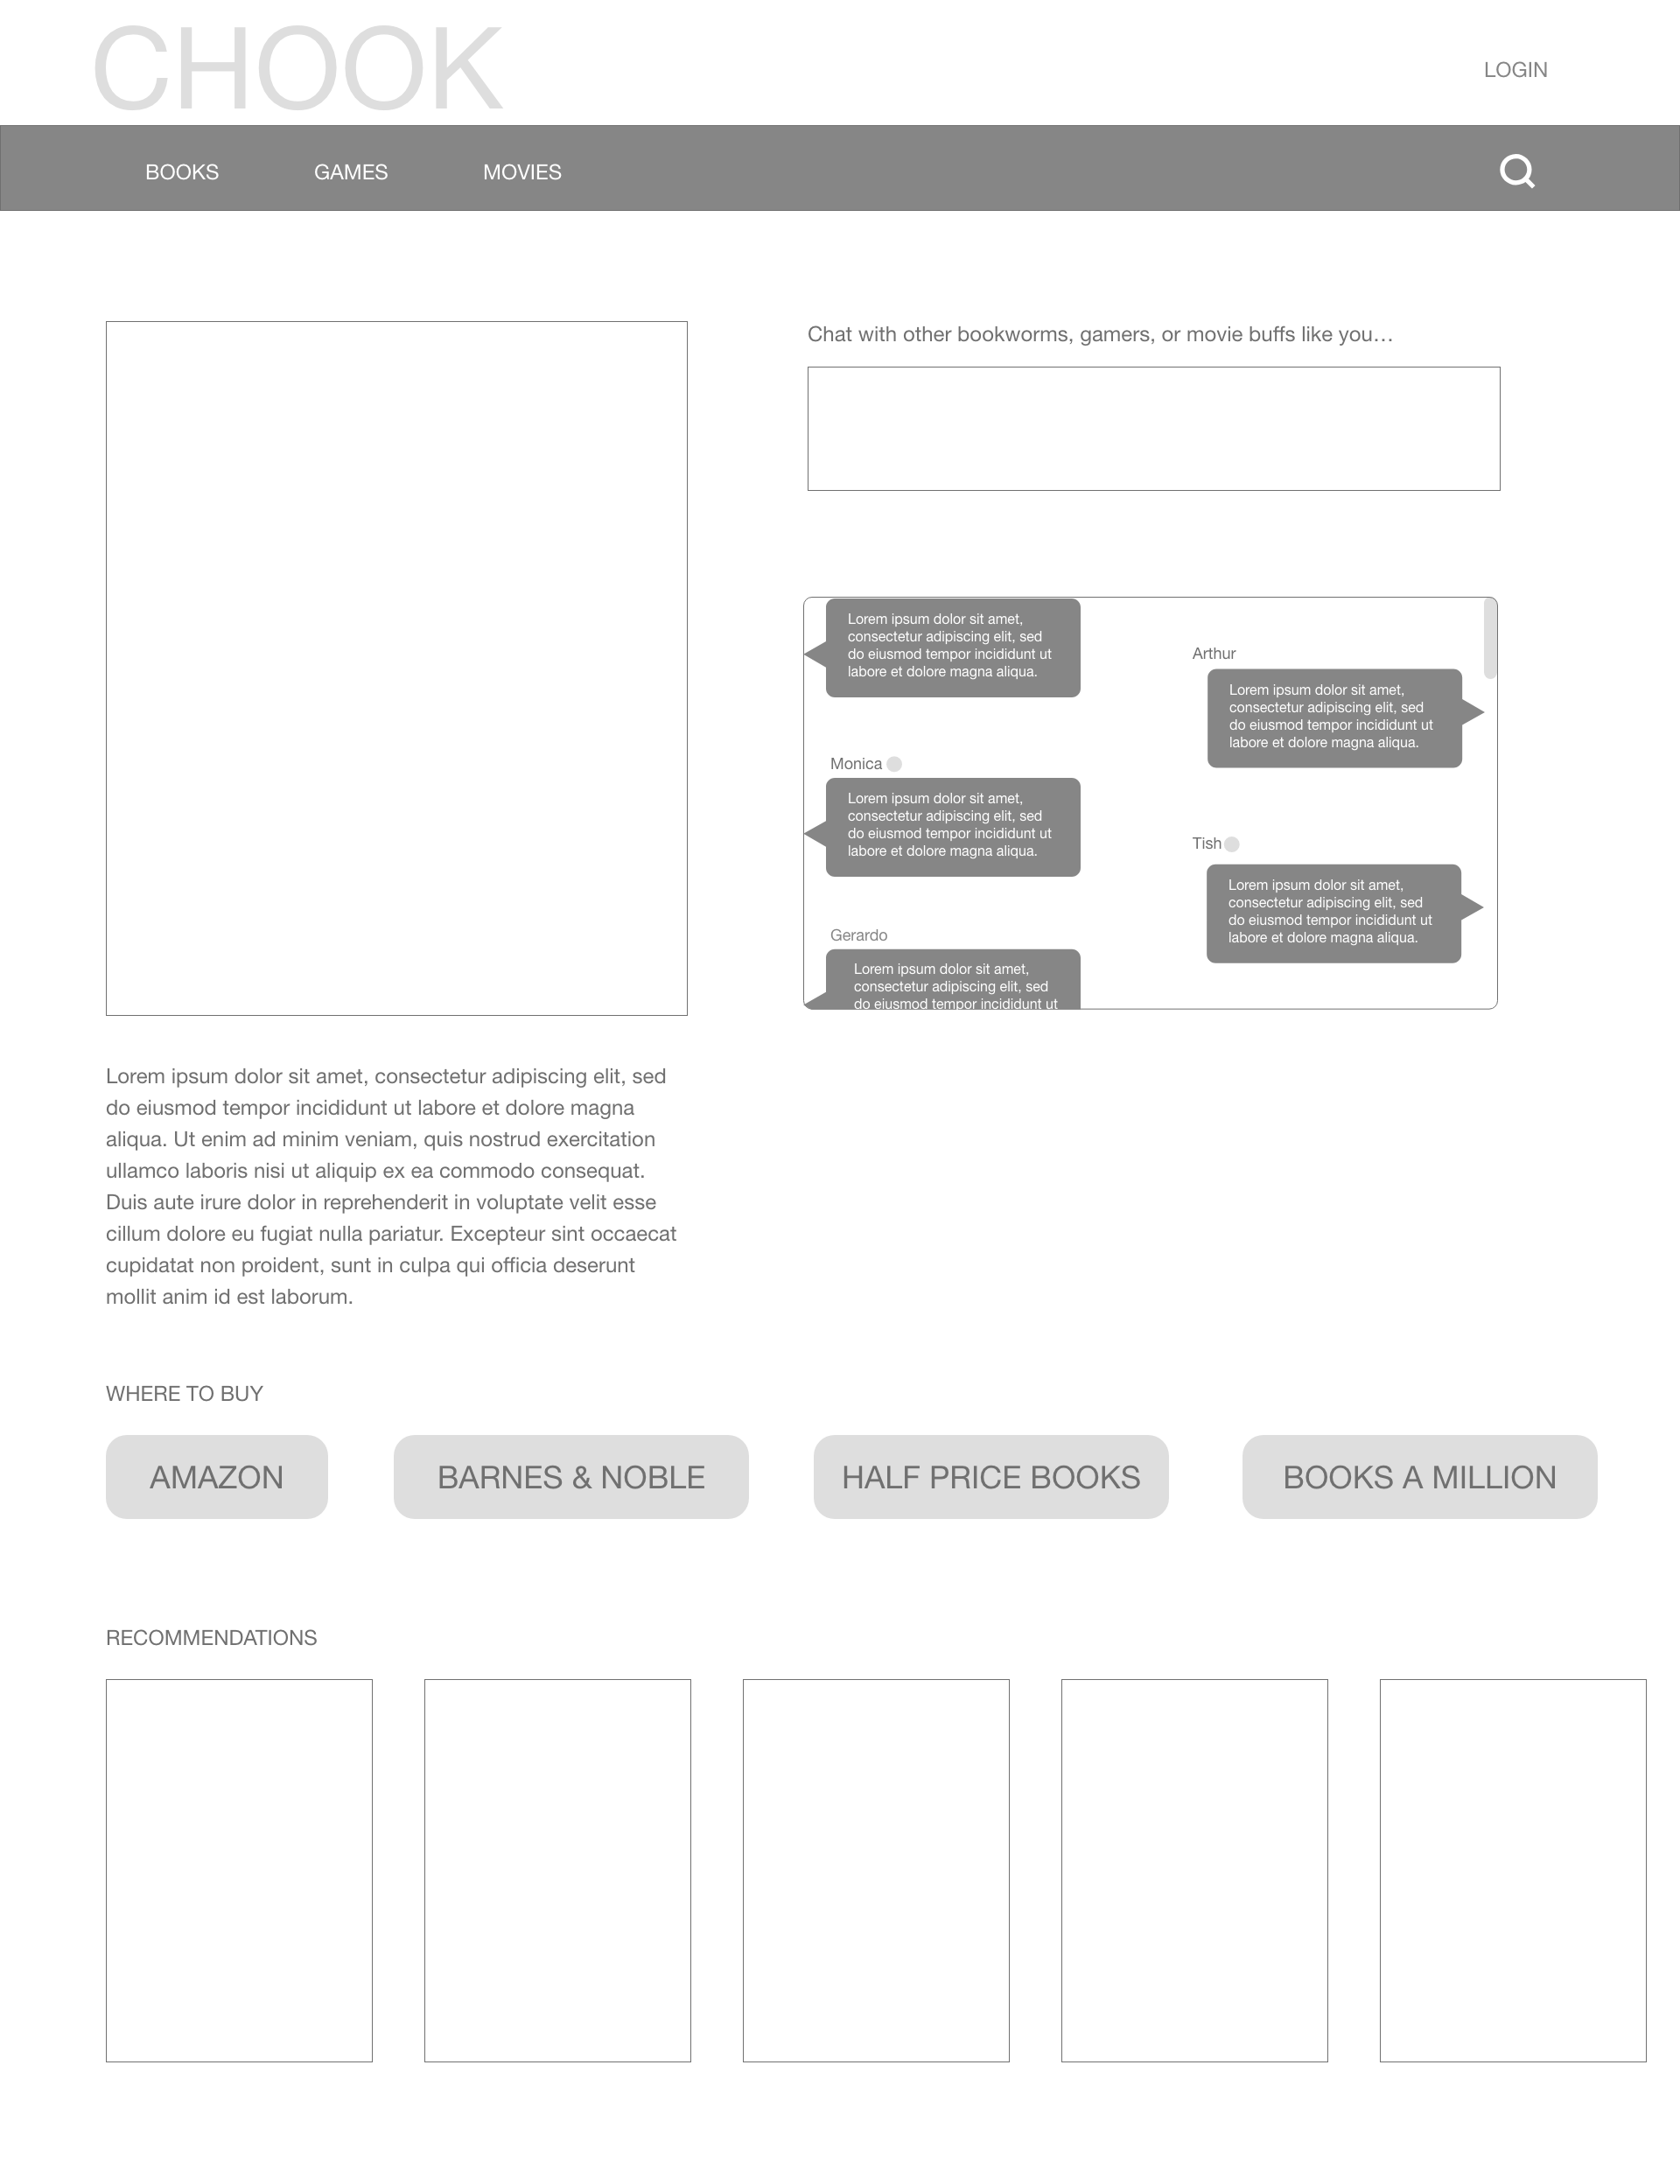 CHOOK
LOGIN
BOOKS
GAMES
MOVIES
Chat with other bookworms, gamers, or movie buffs like you…
Lorem ipsum dolor sit amet,
consectetur adipiscing elit, sed
do eiusmod tempor incididunt ut
labore et dolore magna aliqua.
Arthur
Lorem ipsum dolor sit amet,
consectetur adipiscing elit, sed
do eiusmod tempor incididunt ut
labore et dolore magna aliqua.
Monica
Lorem ipsum dolor sit amet,
consectetur adipiscing elit, sed
do eiusmod tempor incididunt ut
labore et dolore magna aliqua.
Tish
Lorem ipsum dolor sit amet,
consectetur adipiscing elit, sed
do eiusmod tempor incididunt ut
labore et dolore magna aliqua.
Gerardo
Lorem ipsum dolor sit amet,
consectetur adipiscing elit, sed
do eiusmod tempor incididunt ut
Lorem ipsum dolor sit amet, consectetur adipiscing elit, sed
do eiusmod tempor incididunt ut labore et dolore magna
aliqua. Ut enim ad minim veniam, quis nostrud exercitation
ullamco laboris nisi ut aliquip ex ea commodo consequat.
Duis aute irure dolor in reprehenderit in voluptate velit esse
cillum dolore eu fugiat nulla pariatur. Excepteur sint occaecat
cupidatat non proident, sunt in culpa qui officia deserunt
mollit anim id est laborum.
WHERE TO BUY
AMAZON
BARNES & NOBLE
HALF PRICE BOOKS
BOOKS A MILLION
RECOMMENDATIONS